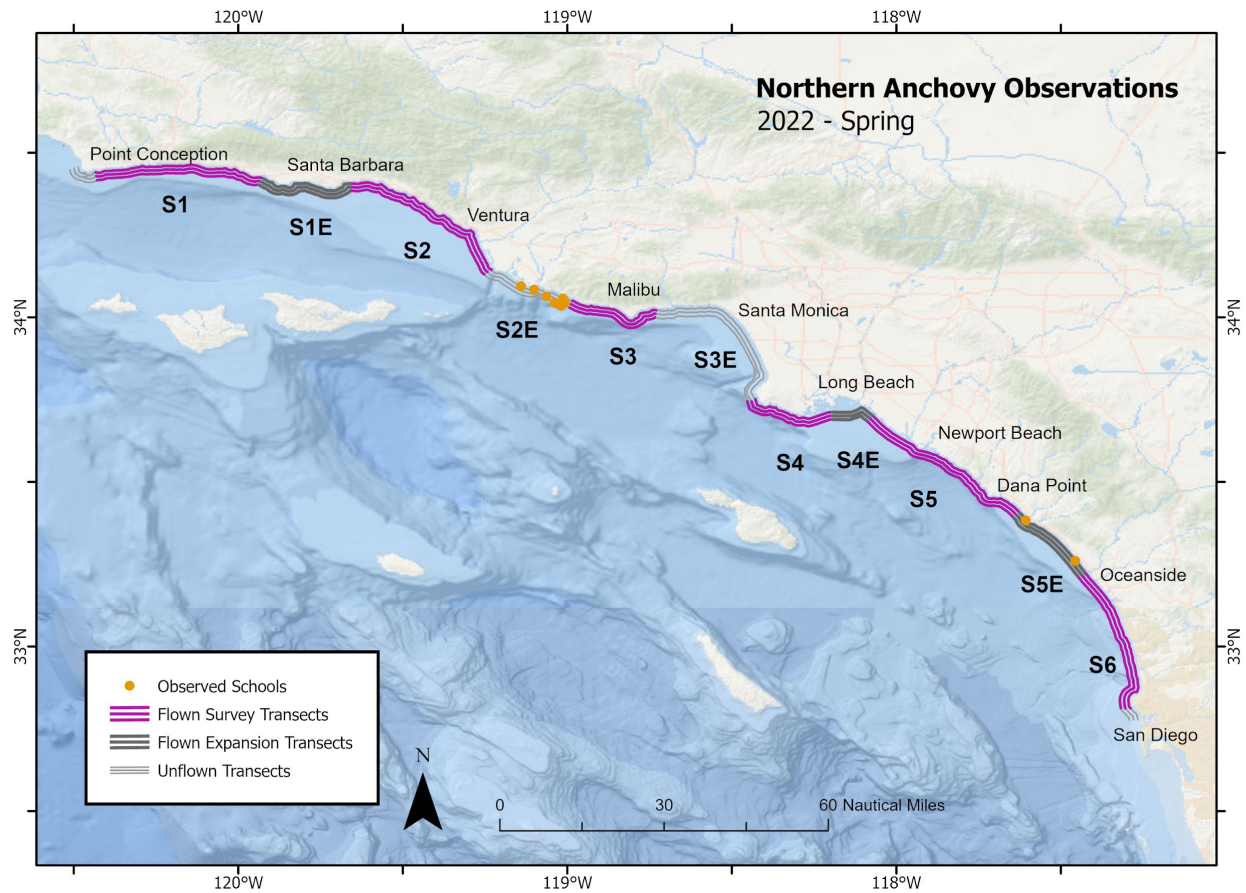 120°W 119°W 118°W
Northern Anchovy Observations
2022 - Spring
Point Conception
Santa Barbara
S1
S1E
Ventura
S2
34°N
34°N
Malibu
Santa Monica
S2E
S3
S3E
Long Beach
Newport Beach
S4
S4E
Dana Point
S5
Oceanside
S5E
33°N
33°N
S6
San Diego
Observed Schools
Flown Survey Transects
Flown Expansion Transects
Unflown Transects
N
0 30 60 Nautical Miles
120°W 119°W 118°W